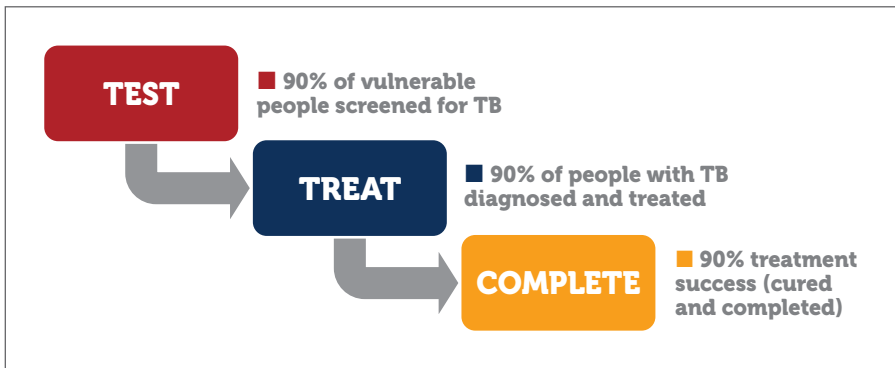 TEST
90% of vulnerable
people screened for TB
TREAT
90% of people with TB
diagnosed and treated
COMPLETE
90% treatment
success (cured
and completed)